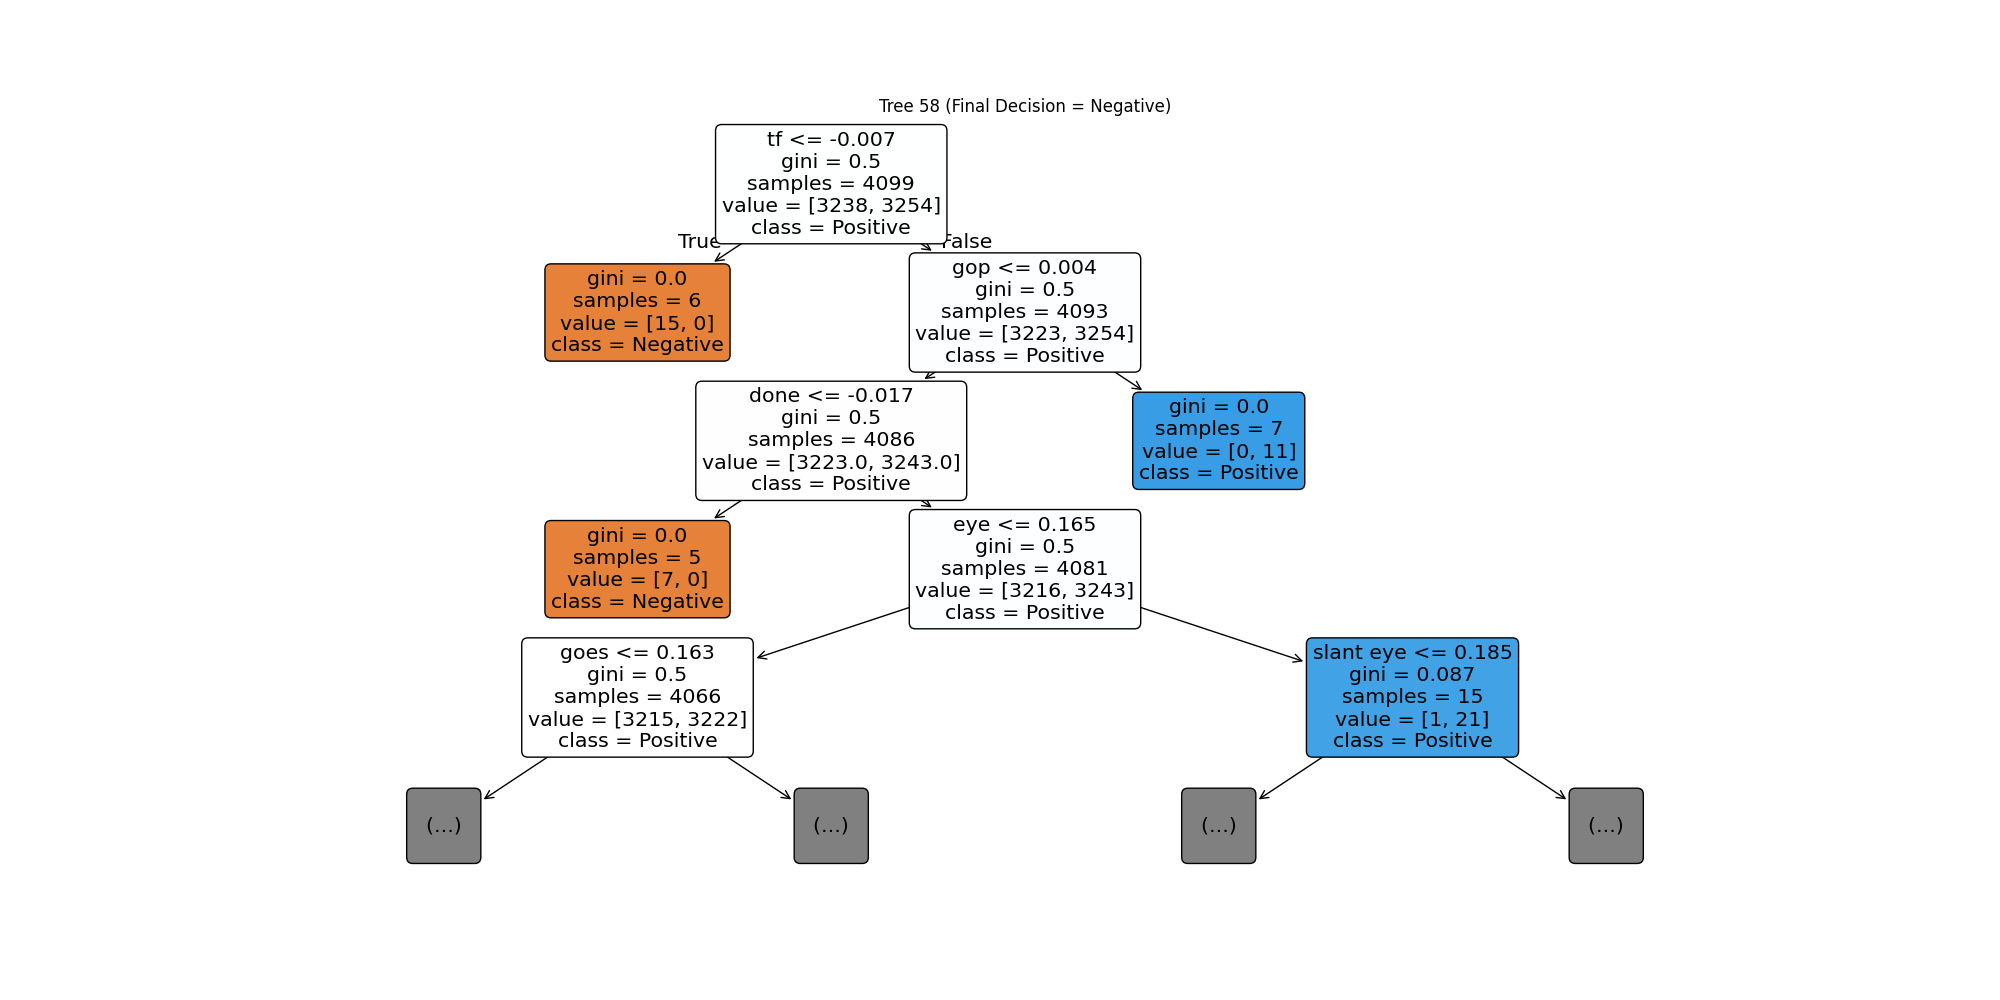 Tree 58 (Final Decision = Negative)
tf <= -0.007
gini = 0.5
samples = 4099
value = [3238, 3254]
class = Positive
True
False
gini = 0.0
samples = 6
value = [15, 0]
class = Negative
gop <= 0.004
gini = 0.5
samples = 4093
value = [3223, 3254]
class = Positive
done <= -0.017
gini = 0.5
samples = 4086
value = [3223.0, 3243.0]
class = Positive
gini = 0.0
samples = 7
value = [0, 11]
class = Positive
gini = 0.0
samples = 5
value = [7, 0]
class = Negative
eye <= 0.165
gini = 0.5
samples = 4081
value = [3216, 3243]
class = Positive
goes <= 0.163
gini = 0.5
samples = 4066
value = [3215, 3222]
class = Positive
slant eye <= 0.185
gini = 0.087
samples = 15
value = [1, 21]
class = Positive
(...)
(...)
(...)
(...)